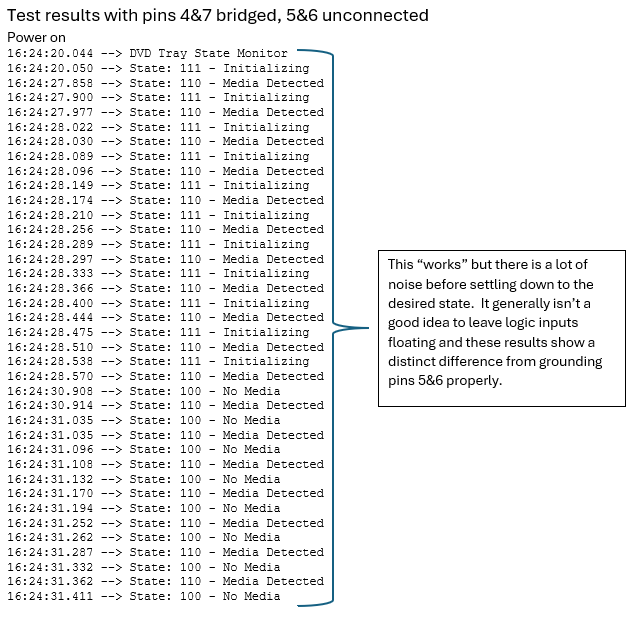 Test results with pins 4&7 bridged, 5&6 unconnected
Power on
16:24:20.044 --> DVD Tray State Monitor
16:24:20.050 --> State: 111 - Initializing
16:24:27.858 --> State: 110 - Media Detected
16:24:27.900 --> State: 111 - Initializing
16:24:27.977 --> State: 110 - Media Detected
16:24:28.022 --> State: 111 - Initializing
16:24:28.030 --> State: 110 - Media Detected
16:24:28.089 --> State: 111 - Initializing
16:24:28.096 --> State: 110 - Media Detected
16:24:28.149 --> State: 111 - Initializing
16:24:28.174 --> State: 110 - Media Detected
16:24:28.210 --> State: 111 - Initializing
16:24:28.256 --> State: 110 - Media Detected
16:24:28.289 --> State: 111 - Initializing
16:24:28.297 --> State: 110 - Media Detected
16:24:28.333 --> State: 111 - Initializing
16:24:28.366 --> State: 110 - Media Detected
16:24:28.400 --> State: 111 - Initializing
16:24:28.444 --> State: 110 - Media Detected
16:24:28.475 --> State: 111 - Initializing
16:24:28.510 --> State: 110 - Media Detected
16:24:28.538 --> State: 111 - Initializing
16:24:28.570 --> State: 110 - Media Detected
16:24:30.908 --> State: 100 - No Media
16:24:30.914 --> State: 110 - Media Detected
16:24:31.035 --> State: 100 - No Media
16:24:31.035 --> State: 110 - Media Detected
16:24:31.096 --> State: 100 - No Media
16:24:31.108 --> State: 110 - Media Detected
16:24:31.132 --> State: 100 - No Media
16:24:31.170 --> State: 110 - Media Detected
16:24:31.194 --> State: 100 - No Media
16:24:31.252 --> State: 110 - Media Detected
16:24:31.262 --> State: 100 - No Media
16:24:31.287 --> State: 110 - Media Detected
16:24:31.332 --> State: 100 - No Media
16:24:31.362 --> State: 110 - Media Detected
16:24:31.411 --> State: 100 - No Media
This “works” but there is a lot of
noise before settling down to the
desired state.  It generally isn’t a
good idea to leave logic inputs
floating and these results show a
distinct difference from grounding
pins 5&6 properly.